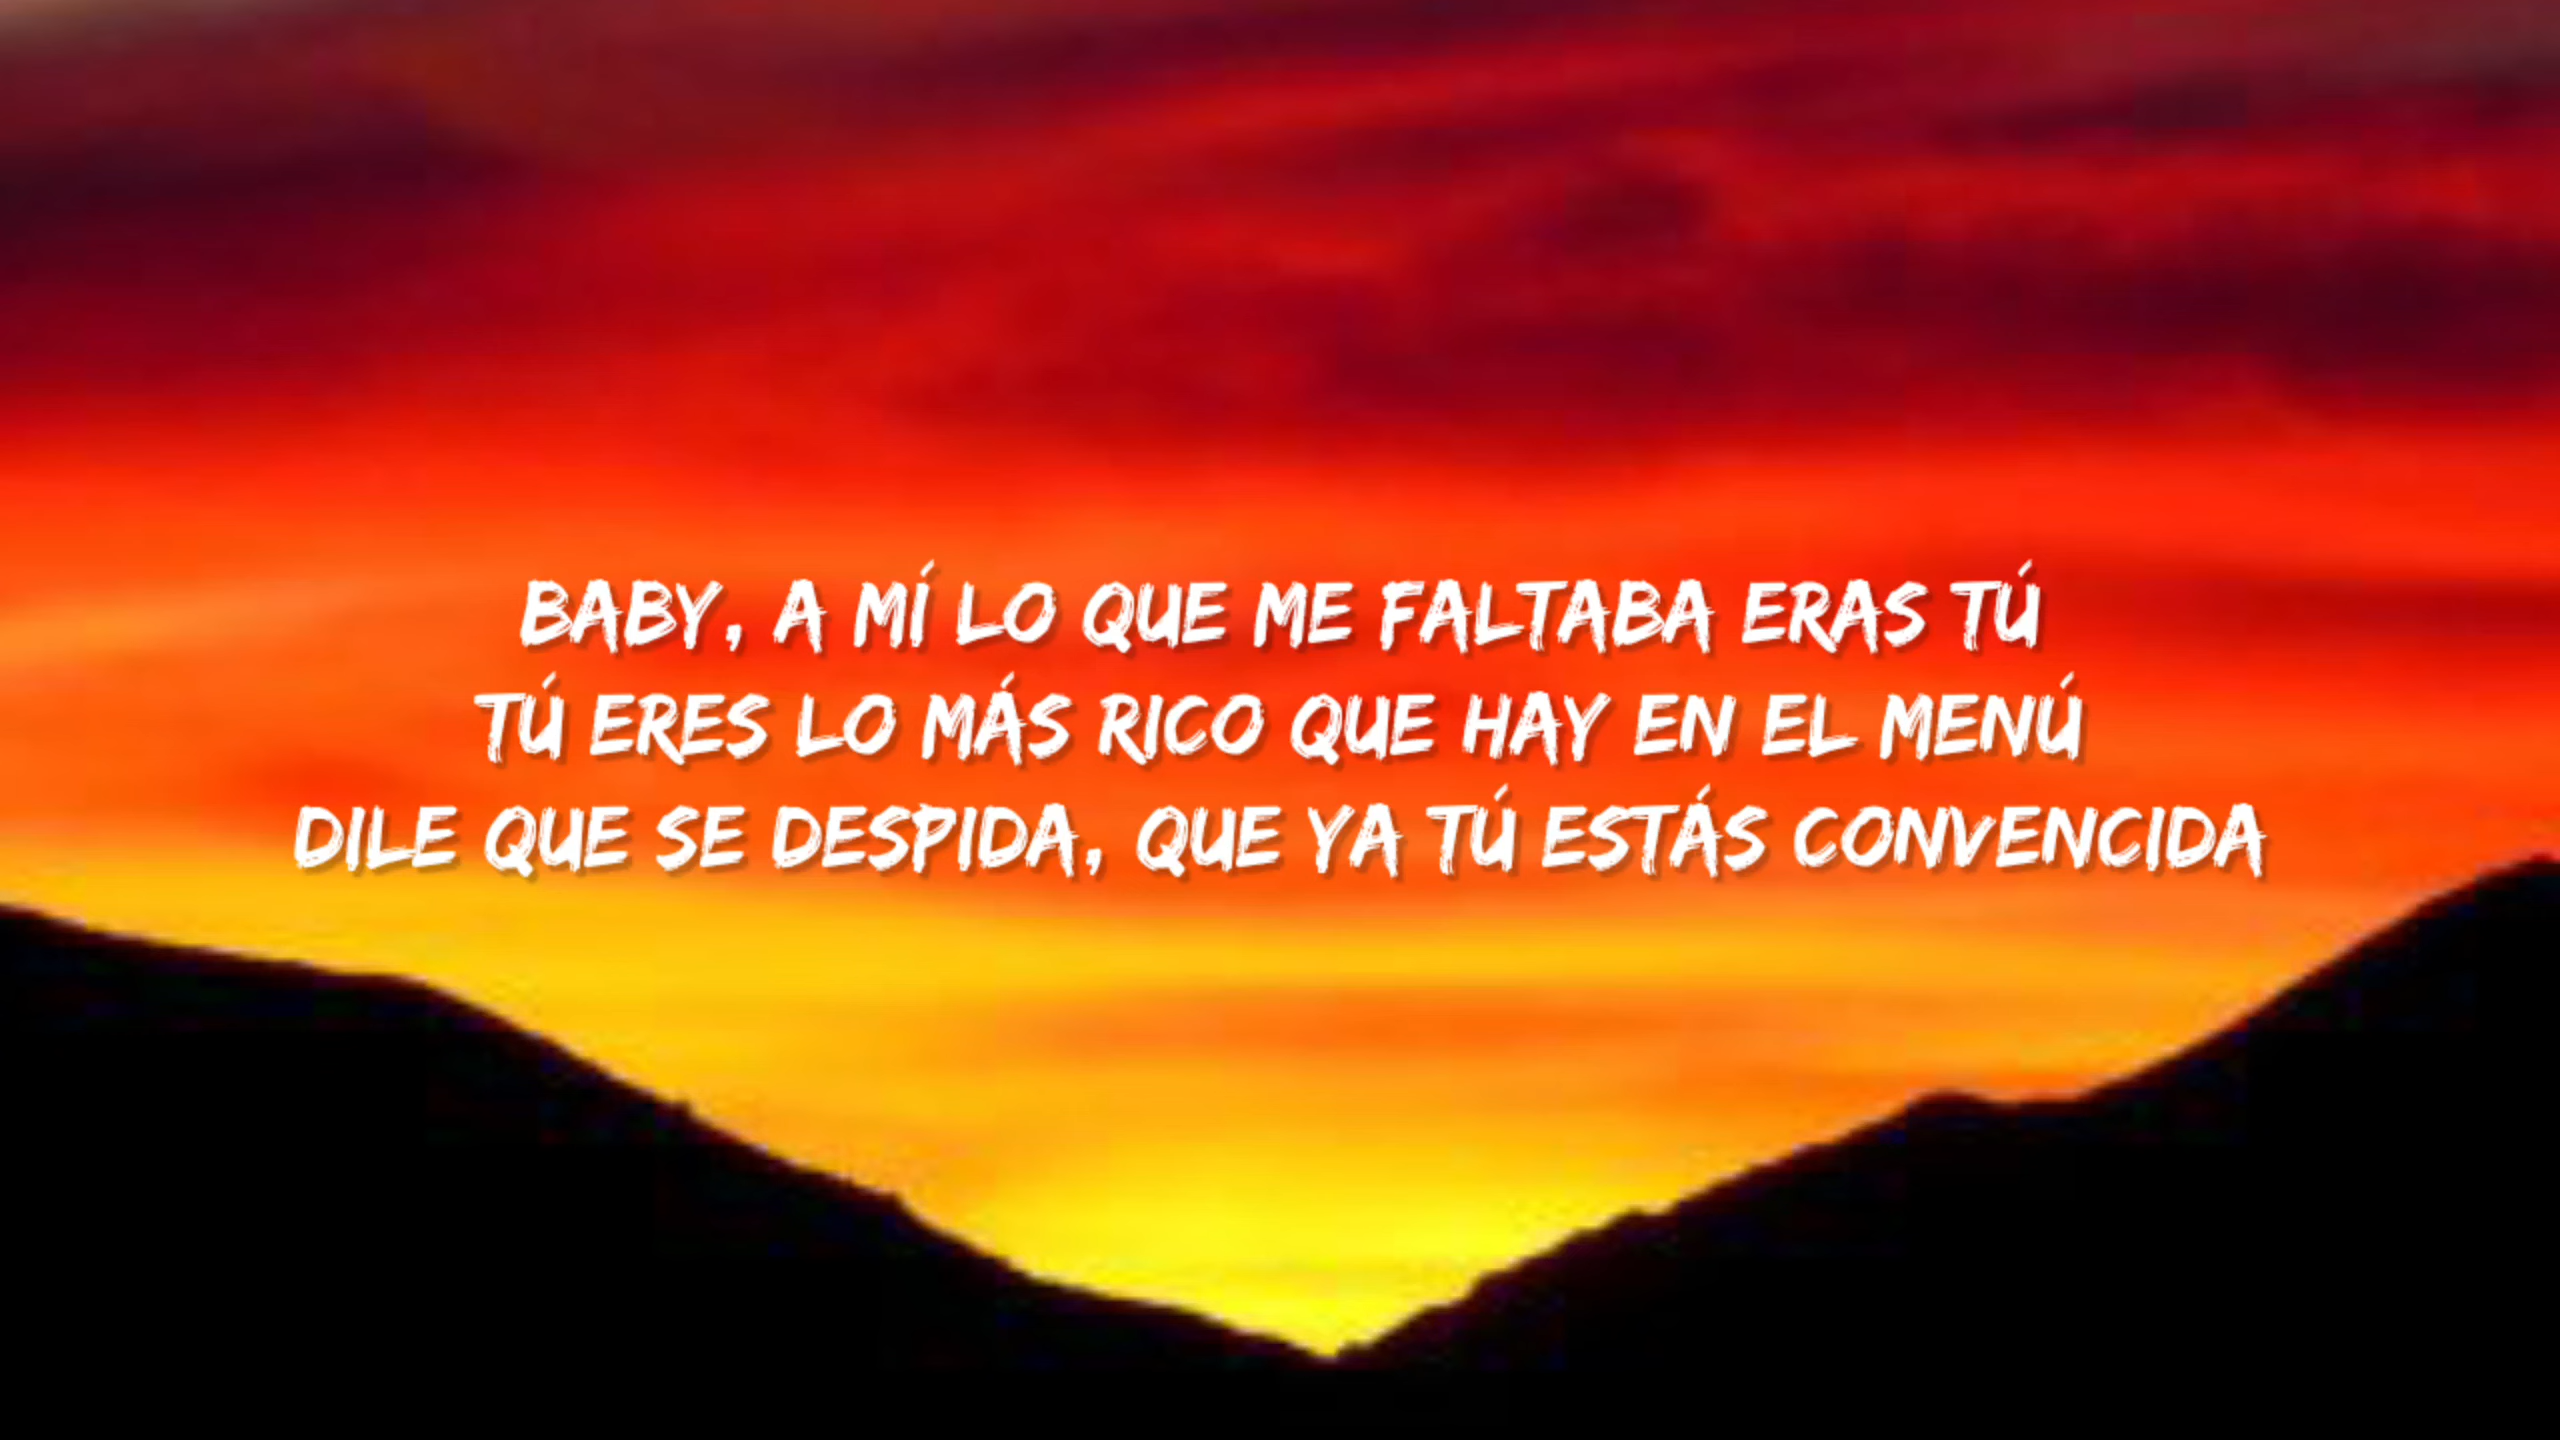 BABY, A MÍ LO QUE ME FALTABA ERAS TÚ
TÚ ERES LO MÁS RICO QUE HAY EN EL MENÚ
DILE QUE SE DESPIDA, QUE YA TÚ ESTÁS CONVENCIDA